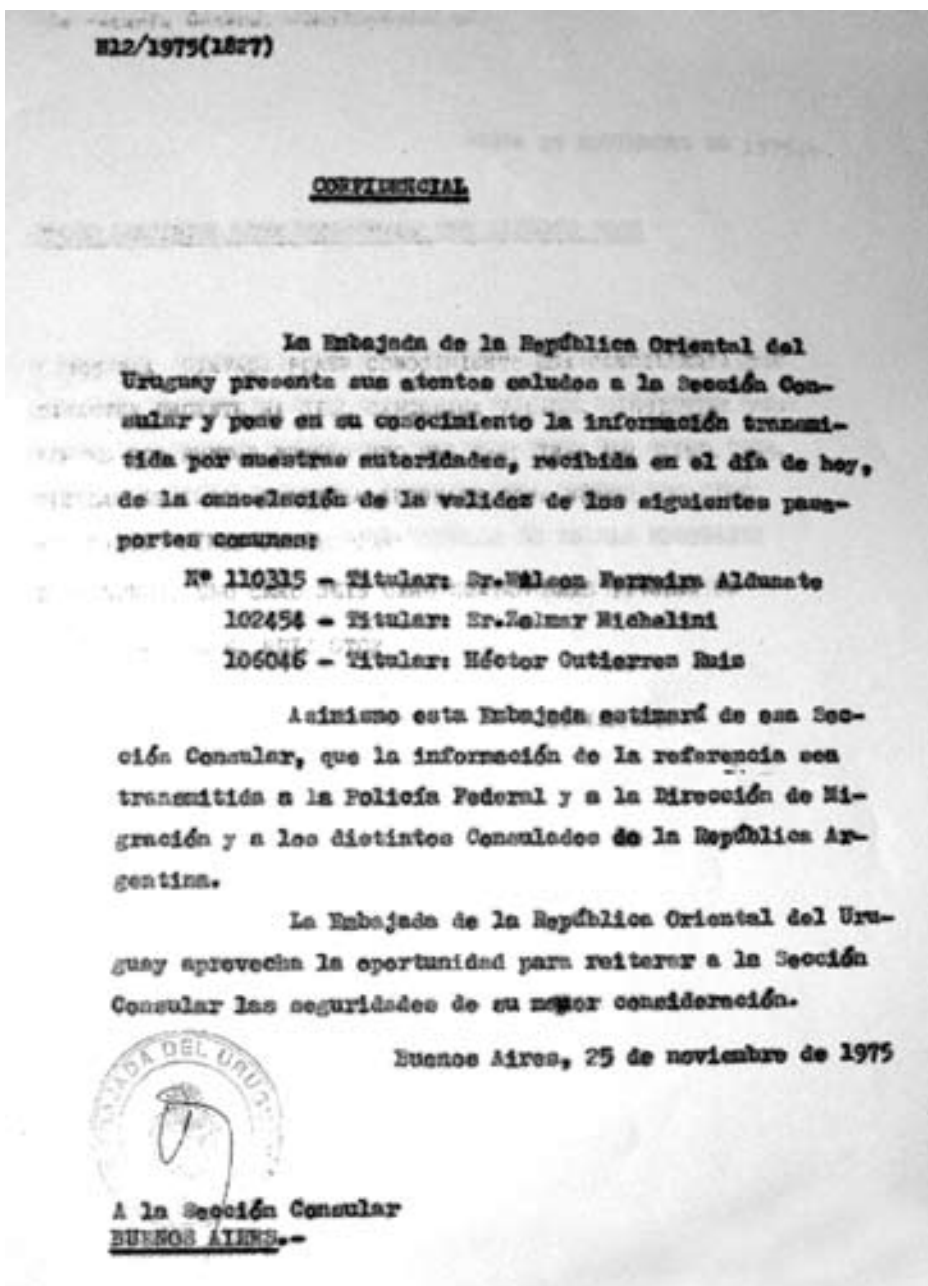 H12/1975(1827)
CONFIDENCIAL
La Embajada de la República Oriental del
Uruguay presenta sus atentos saludos a la Sección Con-
sular y pone en su conocimiento la información transmi-
tida por nuestras autoridades, recibida en el día de hoy,
de la cancelación de la validez de los siguientes pasa-
portes comunes:
Nº 110315 - Titular: Sr.Wilson Ferreira Aldunate
102454 - Titular: Sr.Zelmar Michelini
106046 - Titular: Héctor Gutierrez Ruiz
Asimismo esta Embajada estimará de esa Sec-
ción Consular, que la información de la referencia sea
transmitida a la Policía Federal y a la Dirección de Mi-
gración y a los distintos Consulados de la República Ar-
gentina.
La Embajada de la República Oriental del Uru-
guay aprovecha la oportunidad para reiterar a la Sección
Consular las seguridades de su mayor consideración.
Buenos Aires, 25 de noviembre de 1975
DEL
A la Sección Consular
BUENOS AIRES.-